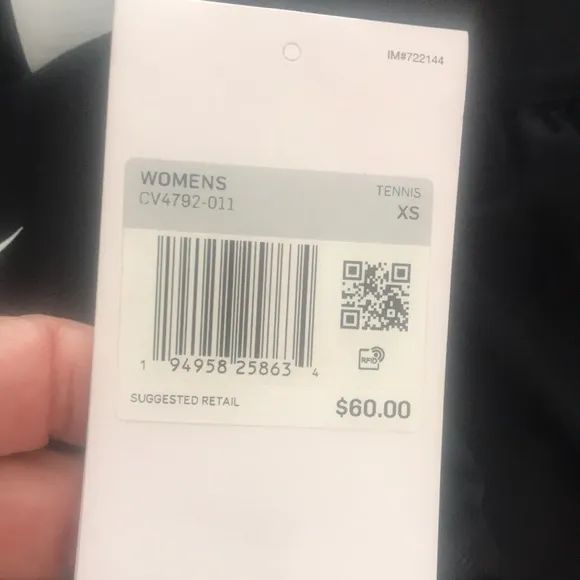 IM#722144
WOMENS
TENNIS
CV4792-011
XS
1 94958 25863 4
RFID
SUGGESTED RETAIL
$60.00